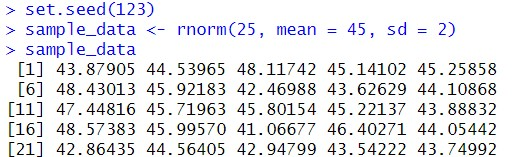 > set.seed(123)
> sample_data <- rnorm(25, mean = 45, sd = 2)
> sample_data
[1] 43.87905 44.53965 48.11742 45.14102 45.25858
[6] 48.43013 45.92183 42.46988 43.62629 44.10868
[11] 47.44816 45.71963 45.80154 45.22137 43.88832
[16] 48.57383 45.99570 41.06677 46.40271 44.05442
[21] 42.86435 44.56405 42.94799 43.54222 43.74992